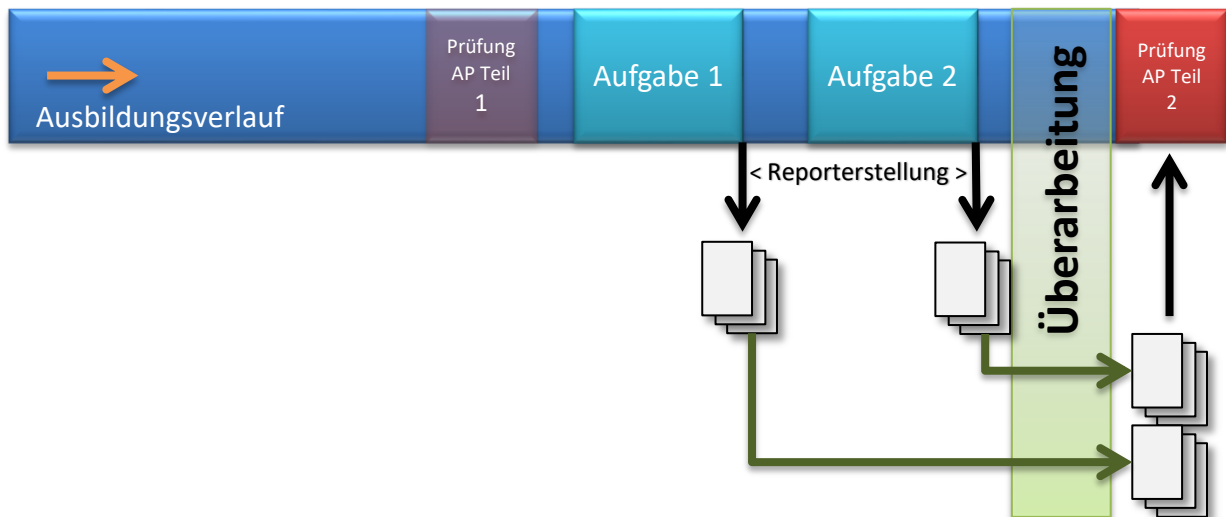 Ausbildungsverlauf
Prüfung
AP Teil
1
Aufgabe 1
Aufgabe 2
Überarbeitung
Prüfung
AP Teil
2
< Reporterstellung >